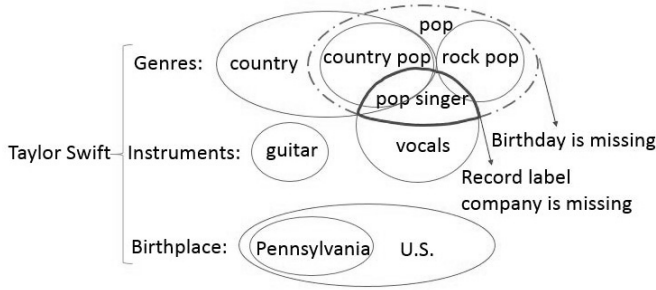 pop
Genres: country country pop rock pop
pop singer
Taylor Swift Instruments: guitar vocals
Birthday is missing
Record label
company is missing
Birthplace: Pennsylvania U.S.